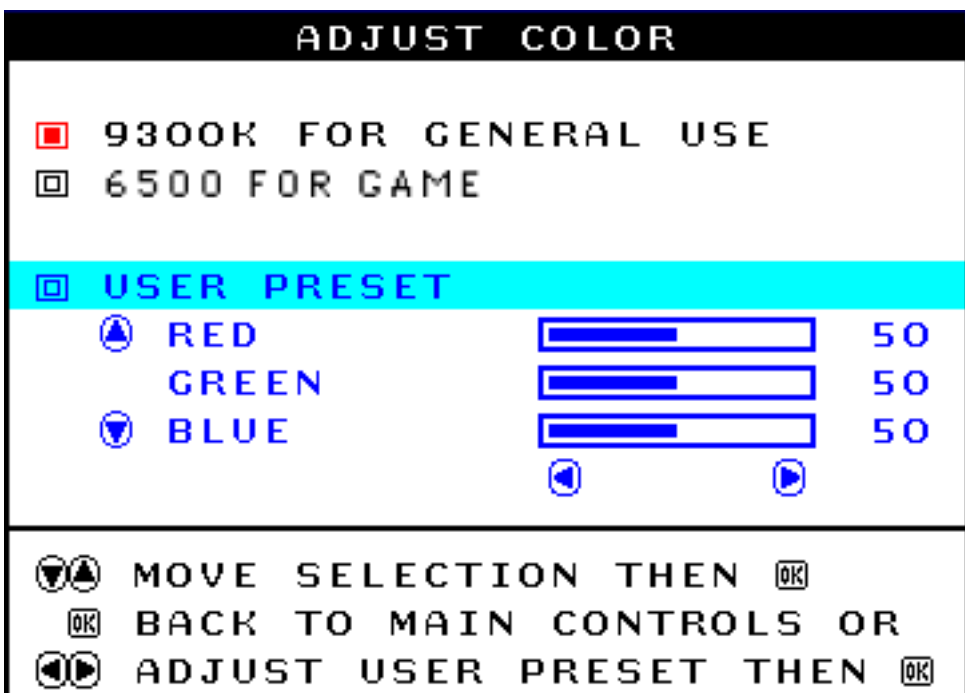 ADJUST COLOR
9300K FOR GENERAL USE
6500 FOR GAME
USER PRESET
RED 50
GREEN 50
BLUE 50
MOVE SELECTION THEN OK
OK BACK TO MAIN CONTROLS OR
ADJUST USER PRESET THEN OK